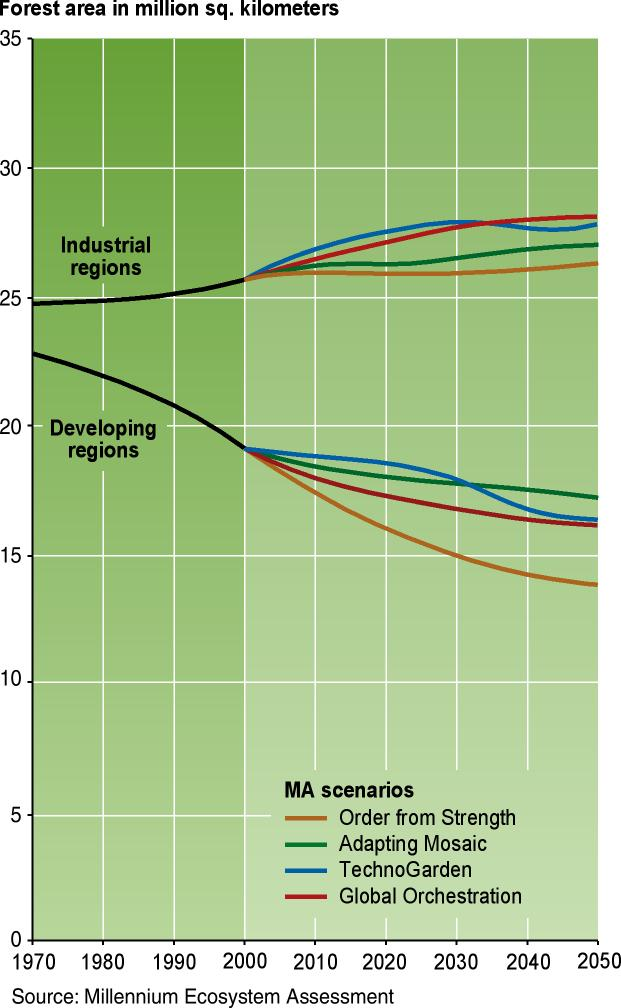 Forest area in million sq. kilometers
35
30
Industrial
regions
25
20
Developing
regions
15
10
MA scenarios
Order from Strength
5
Adapting Mosaic
TechnoGarden
Global Orchestration
0
1970 1980 1990 2000 2010 2020 2030 2040 2050
Source: Millennium Ecosystem Assessment